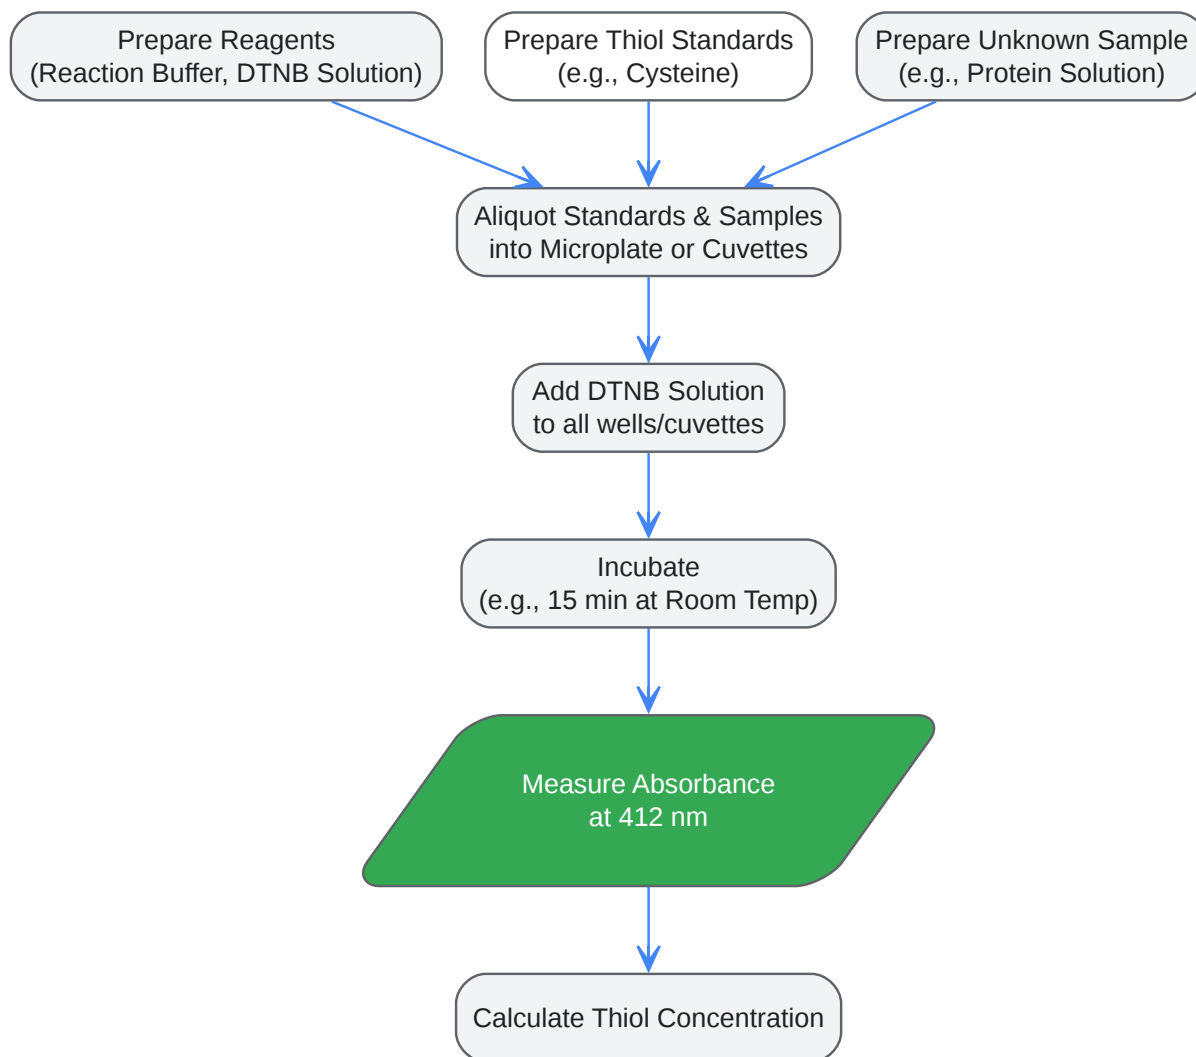 Prepare Reagents
(Reaction Buffer, DTNB Solution)
Prepare Thiol Standards
(e.g., Cysteine)
Prepare Unknown Sample
(e.g., Protein Solution)
Aliquot Standards & Samples
into Microplate or Cuvettes
Add DTNB Solution
to all wells/cuvettes
Incubate
(e.g., 15 min at Room Temp)
Measure Absorbance
at 412 nm
Calculate Thiol Concentration